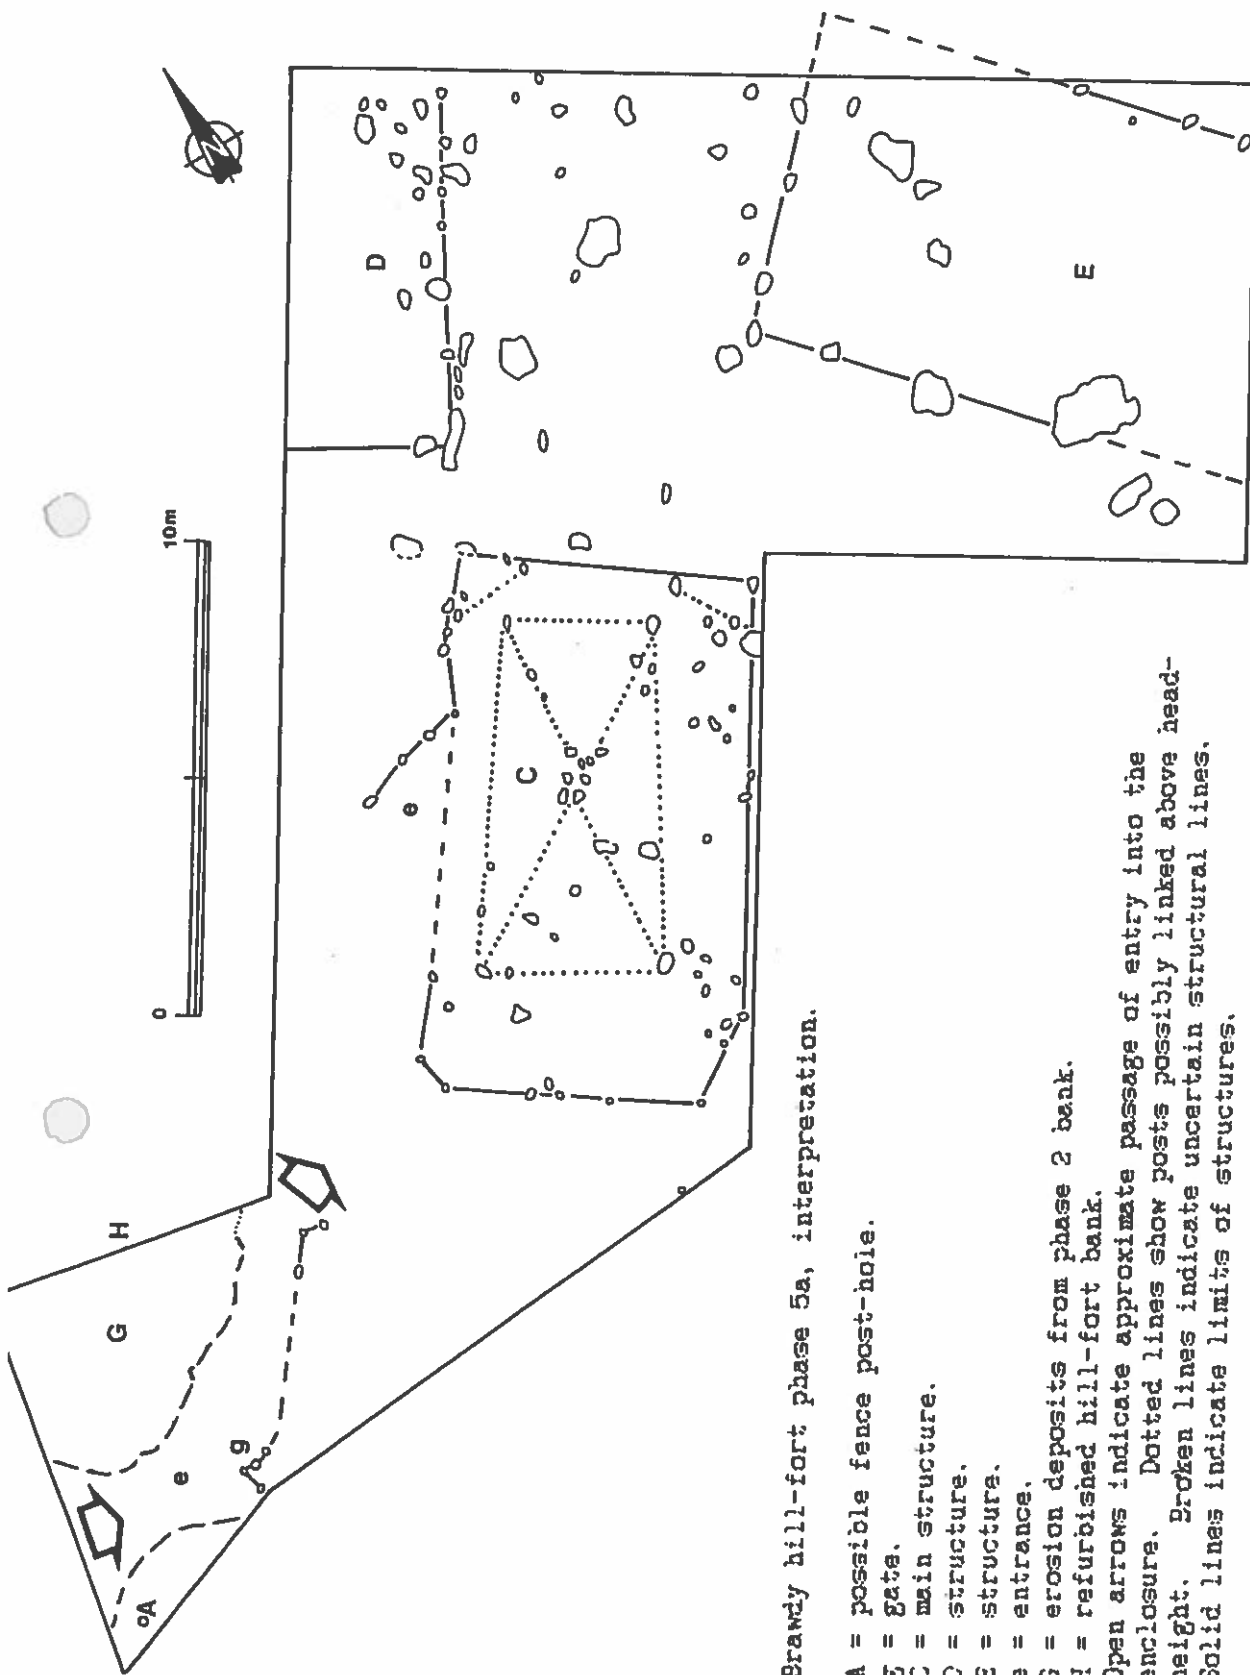 A
e
g
G
H
0
10m
N
e
C
D
E
Brawdy hill-fort phase 5a, interpretation.
A = possible fence post-hole.
g = gate.
C = main structure.
D = structure.
E = structure.
e = entrance.
G = erosion deposits from phase 2 bank.
H = refurbished hill-fort bank.
Open arrows indicate approximate passage of entry into the
enclosure. Dotted lines show posts possibly linked above head-
height. Broken lines indicate uncertain structural lines.
Solid lines indicate limits of structures.